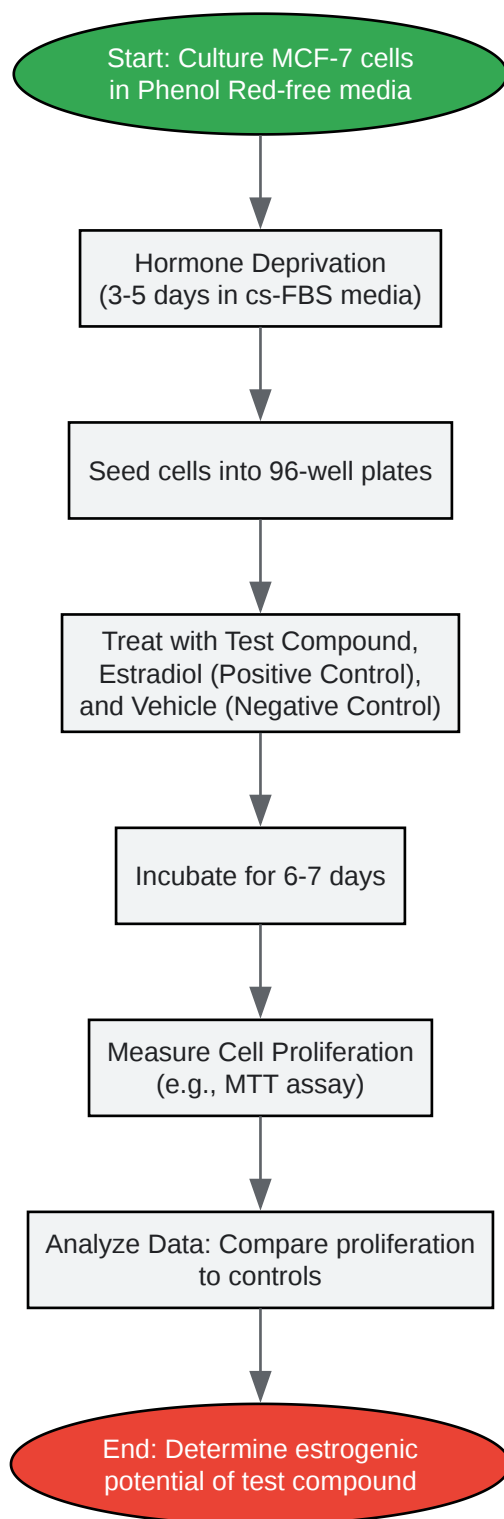 Start: Culture MCF-7 cells
in Phenol Red-free media
Hormone Deprivation
(3-5 days in cs-FBS media)
Seed cells into 96-well plates
Treat with Test Compound,
Estradiol (Positive Control),
and Vehicle (Negative Control)
Incubate for 6-7 days
Measure Cell Proliferation
(e.g., MTT assay)
Analyze Data: Compare proliferation
to controls
End: Determine estrogenic
potential of test compound